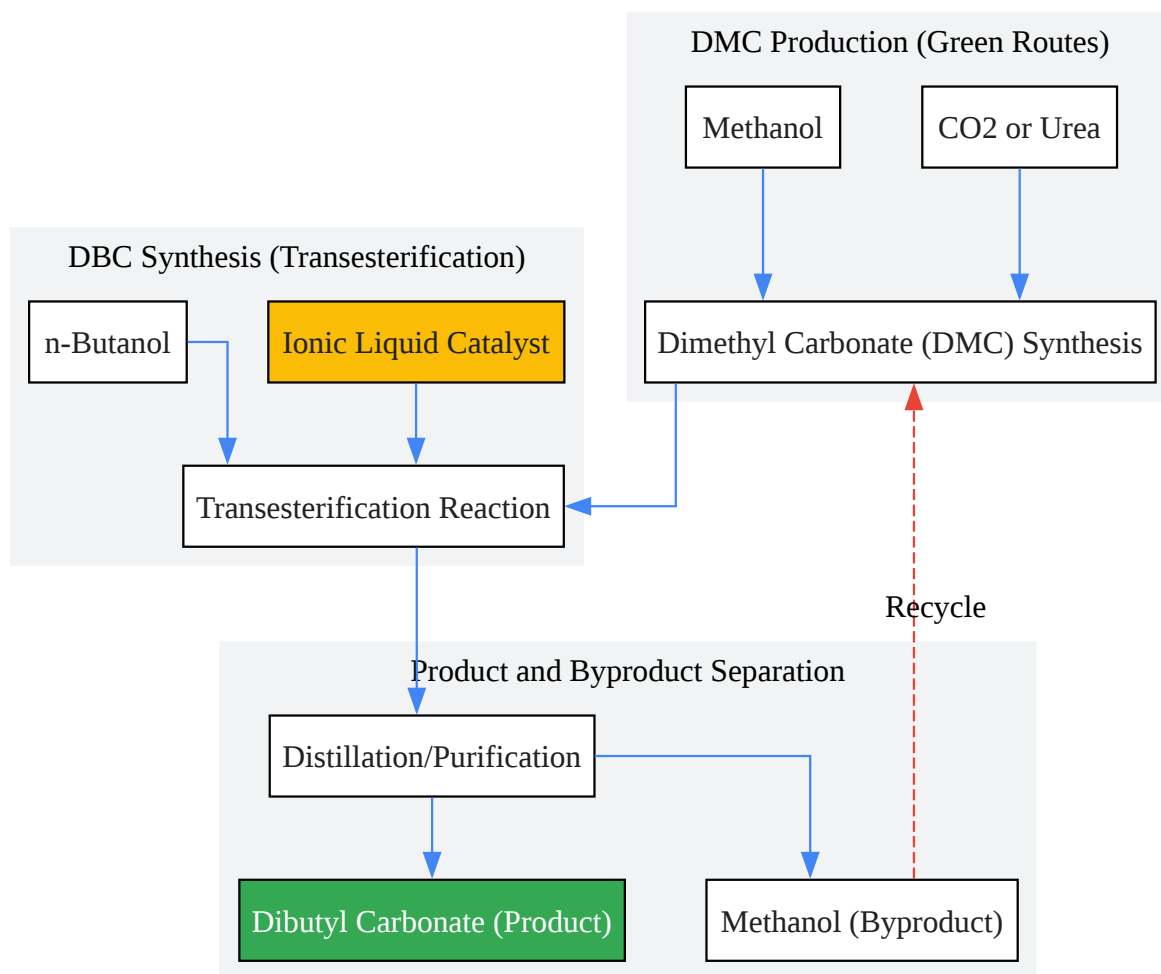 DMC Production (Green Routes)
Methanol
CO2 or Urea
DBC Synthesis (Transesterification)
n-Butanol
Ionic Liquid Catalyst
Dimethyl Carbonate (DMC) Synthesis
Transesterification Reaction
Recycle
Product and Byproduct Separation
Distillation/Purification
Dibutyl Carbonate (Product)
Methanol (Byproduct)